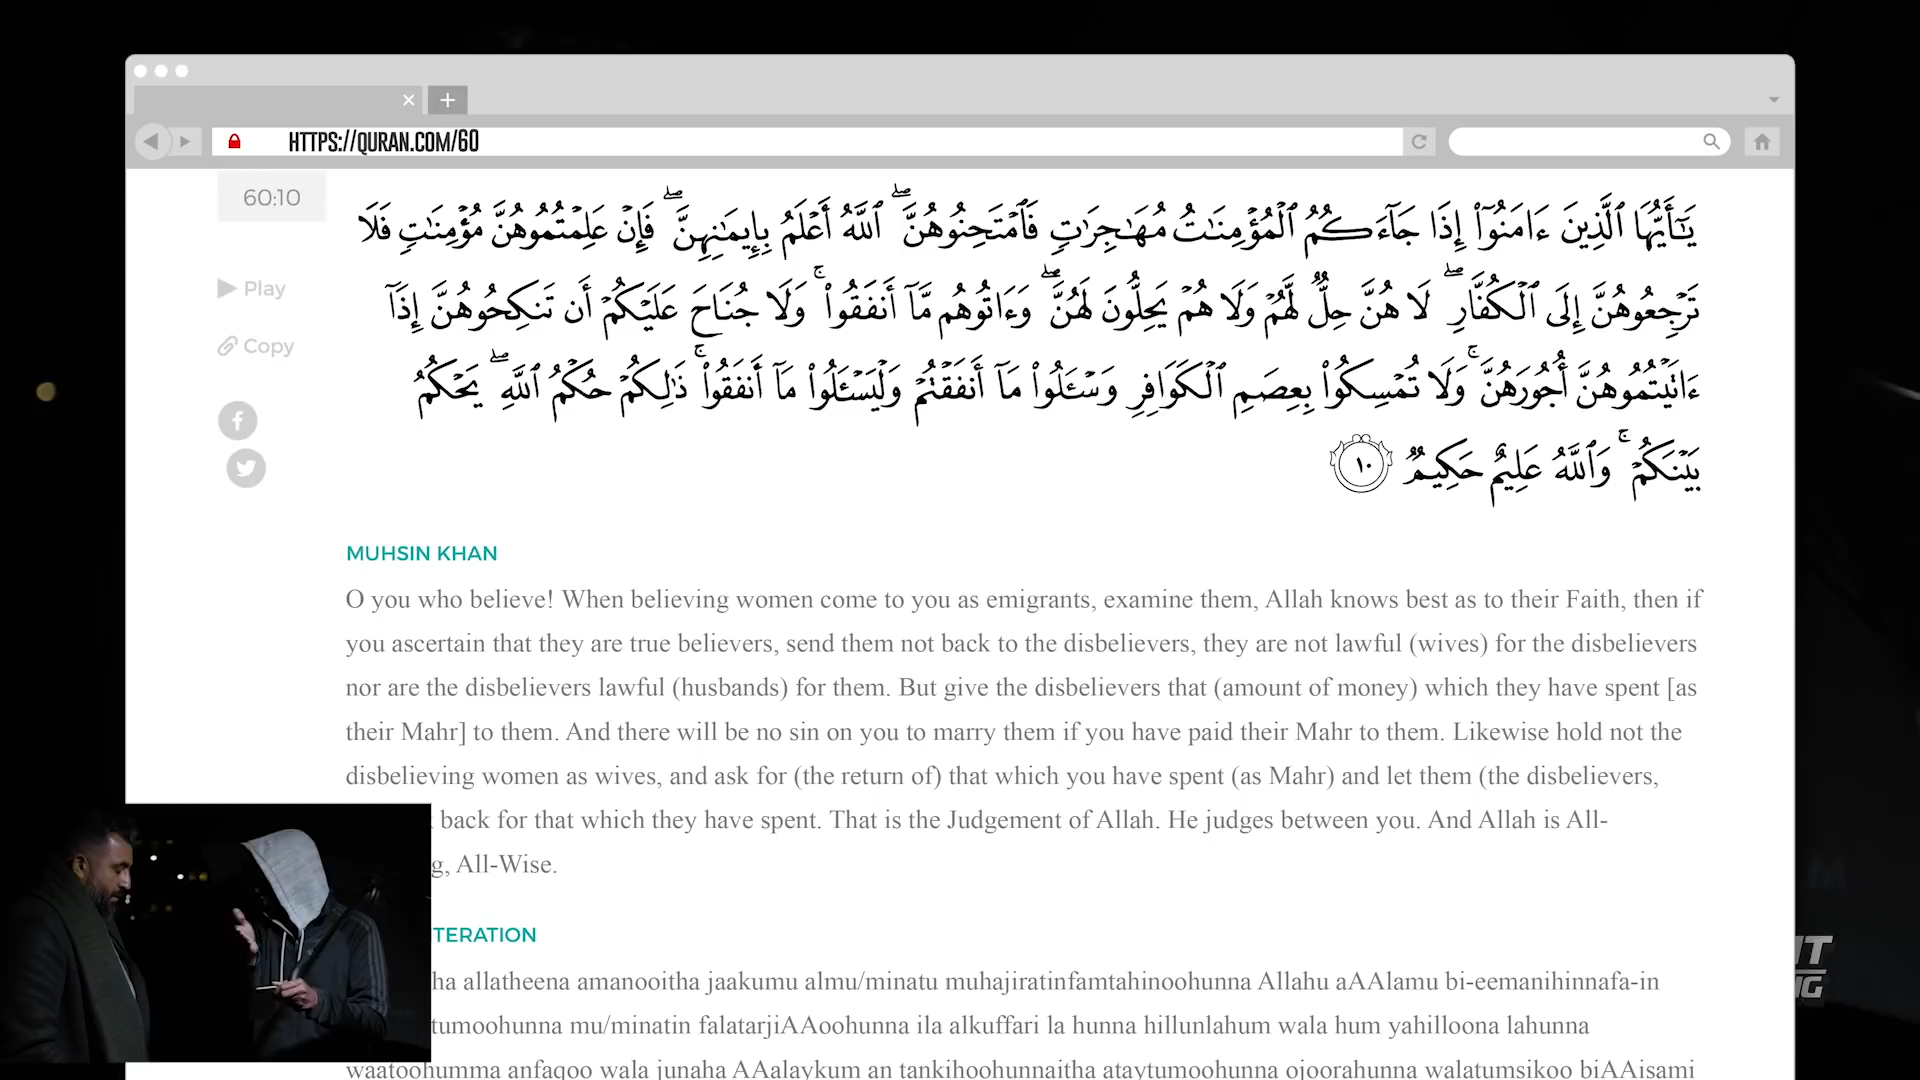 HTTPS://QURAN.COM/60
60:10
يَـٰٓأَيُّهَا ٱلَّذِينَ ءَامَنُوٓا۟ إِذَا جَآءَكُمُ ٱلْمُؤْمِنَـٰتُ مُهَـٰجِرَٰتٍ فَٱمْتَحِنُوهُنَّ ۖ ٱللَّهُ أَعْلَمُ بِإِيمَـٰنِهِنَّ ۖ فَإِنْ عَلِمْتُمُوهُنَّ مُؤْمِنَـٰتٍ فَلَا
تَرْجِعُوهُنَّ إِلَى ٱلْكُفَّارِ ۖ لَا هُنَّ حِلٌّ لَّهُمْ وَلَا هُمْ يَحِلُّونَ لَهُنَّ ۖ وَءَاتُوهُم مَّآ أَنفَقُوا۟ ۚ وَلَا جُنَاحَ عَلَيْكُمْ أَن تَنكِحُوهُنَّ إِذَآ
ءَاتَيْتُمُوهُنَّ أُجُورَهُنَّ ۚ وَلَا تُمْسِكُوا۟ بِعِصَمِ ٱلْكَوَافِرِ وَسْـَٔلُوا۟ مَآ أَنفَقْتُمْ وَلْيَسْـَٔلُوا۟ مَآ أَنفَقُوا۟ ۚ ذَٰلِكُمْ حُكْمُ ٱللَّهِ ۖ يَحْكُمُ
بَيْنَكُمْ ۚ وَٱللَّهُ عَلِيمٌ حَكِيمٌ ١٠
Play
Copy
MUHSIN KHAN
O you who believe! When believing women come to you as emigrants, examine them, Allah knows best as to their Faith, then if
you ascertain that they are true believers, send them not back to the disbelievers, they are not lawful (wives) for the disbelievers
nor are the disbelievers lawful (husbands) for them. But give the disbelievers that (amount of money) which they have spent [as
their Mahr] to them. And there will be no sin on you to marry them if you have paid their Mahr to them. Likewise hold not the
disbelieving women as wives, and ask for (the return of) that which you have spent (as Mahr) and let them (the disbelievers,
back for that which they have spent. That is the Judgement of Allah. He judges between you. And Allah is All-
g, All-Wise.
TERATION
ha allatheena amanooitha jaakumu almu/minatu muhajiratinfamtahinoohunna Allahu aAAlamu bi-eemanihinnafa-in
tumoohunna mu/minatin falatarjiAAoohunna ila alkuffari la hunna hillunlahum wala hum yahilloona lahunna
waatoohumma anfaqoo wala junaha AAalaykum an tankihoohunnaitha ataytumoohunna ojoorahunna walatumsikoo biAAisami